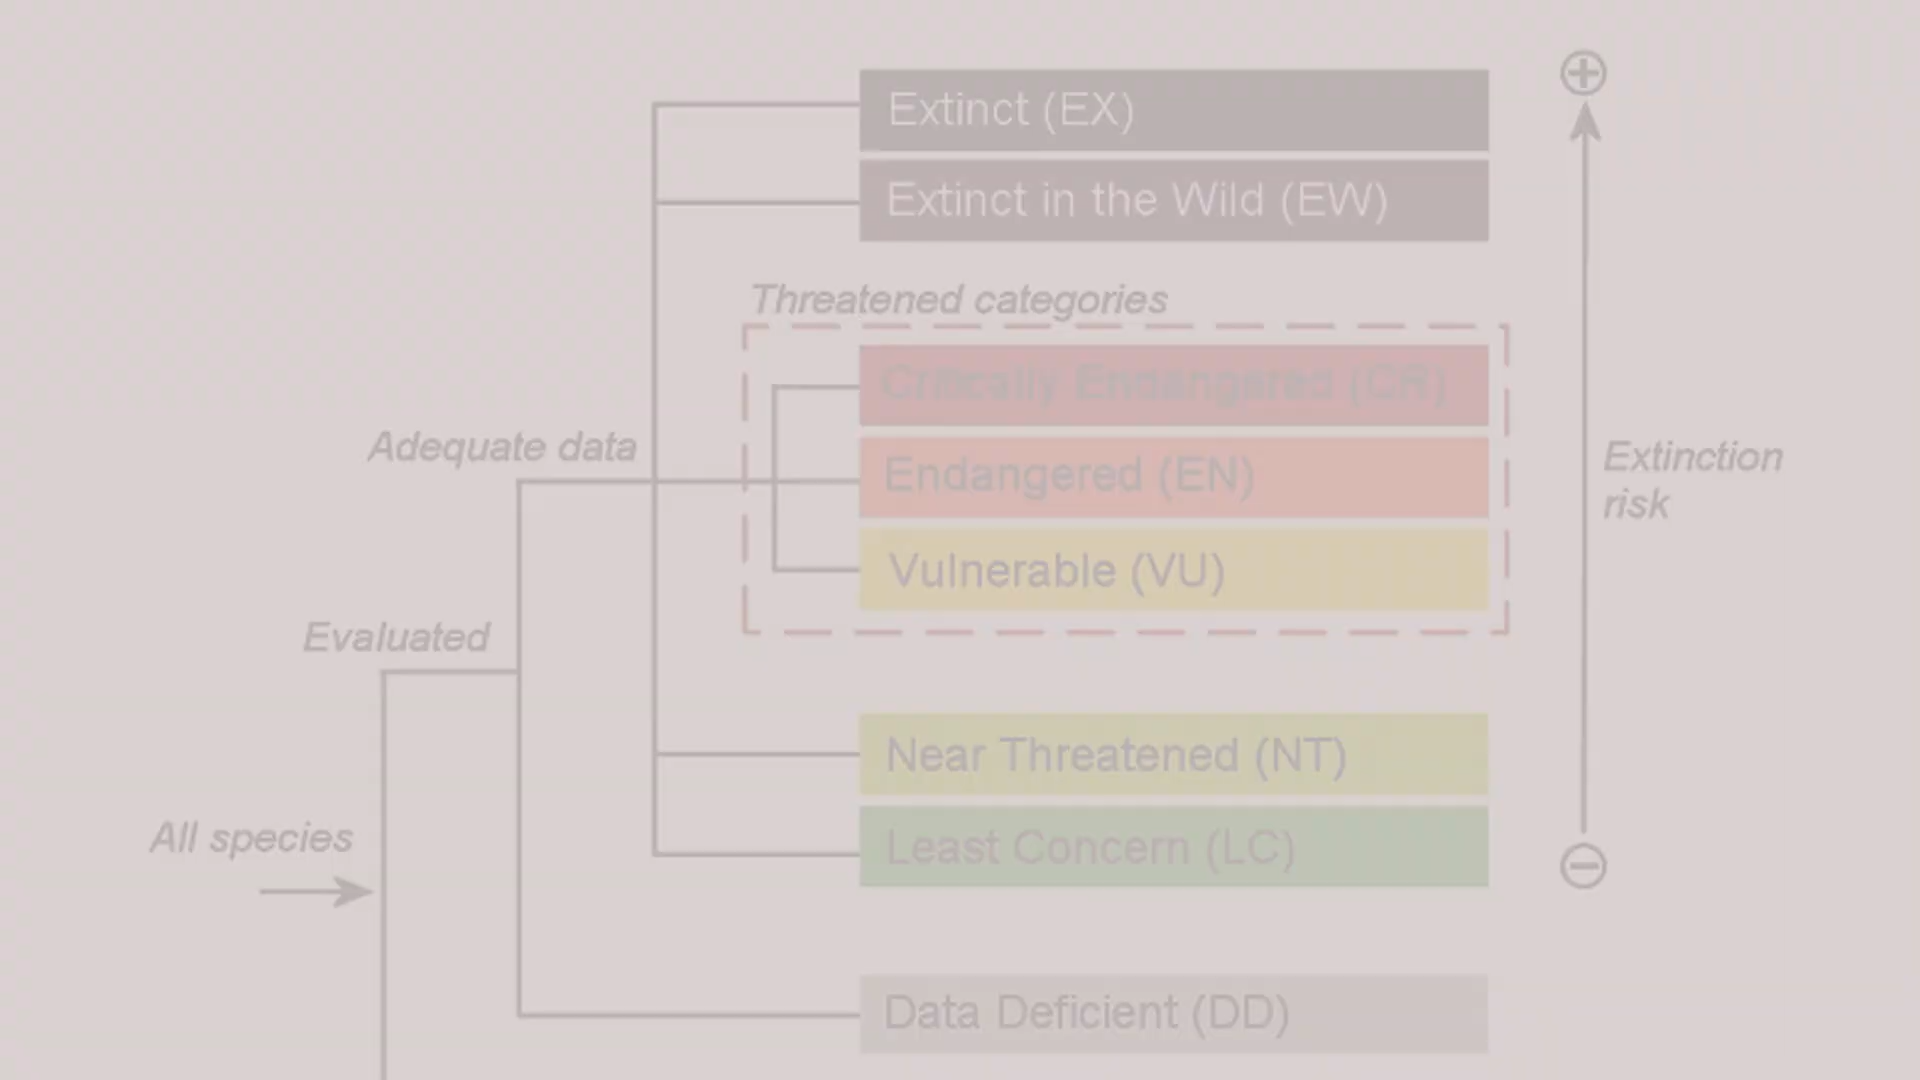 Extinct (EX)
Extinct in the Wild (EW)
Threatened categories
Critically Endangered (CR)
Adequate data
Endangered (EN)
Extinction
risk
Vulnerable (VU)
Evaluated
Near Threatened (NT)
All species
Least Concern (LC)
Data Deficient (DD)